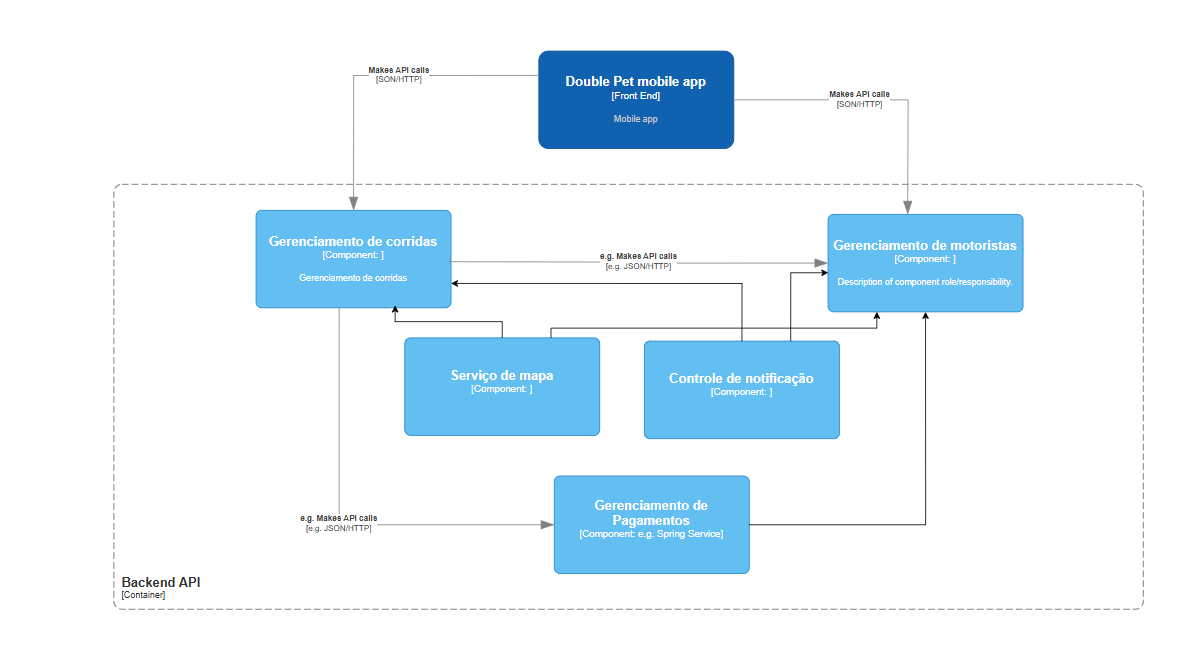 Makes API calls
[SON/HTTP]
Double Pet mobile app
[Front End]
Mobile app
Makes API calls
[SON/HTTP]
Gerenciamento de corridas
[Component: ]
Gerenciamento de corridas
e.g. Makes API calls
[e.g. JSON/HTTP]
Gerenciamento de motoristas
[Component: ]
Description of component role/responsibility.
Serviço de mapa
[Component: ]
Controle de notificação
[Component: ]
e.g. Makes API calls
[e.g. JSON/HTTP]
Gerenciamento de
Pagamentos
[Component: e.g. Spring Service]
Backend API
[Container]